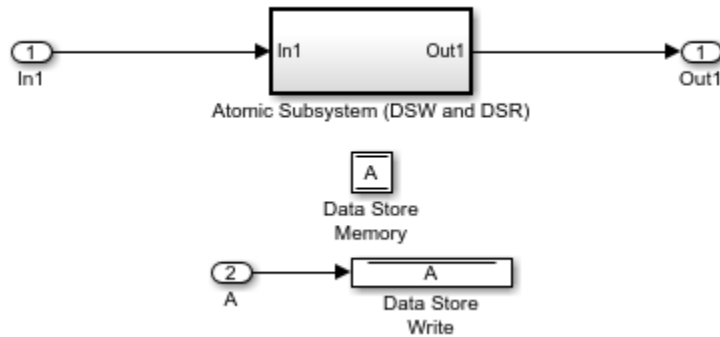 1
In1
In1
Out1
1
Out1
Atomic Subsystem (DSW and DSR)
A
Data Store
Memory
2
A
A
Data Store
Write